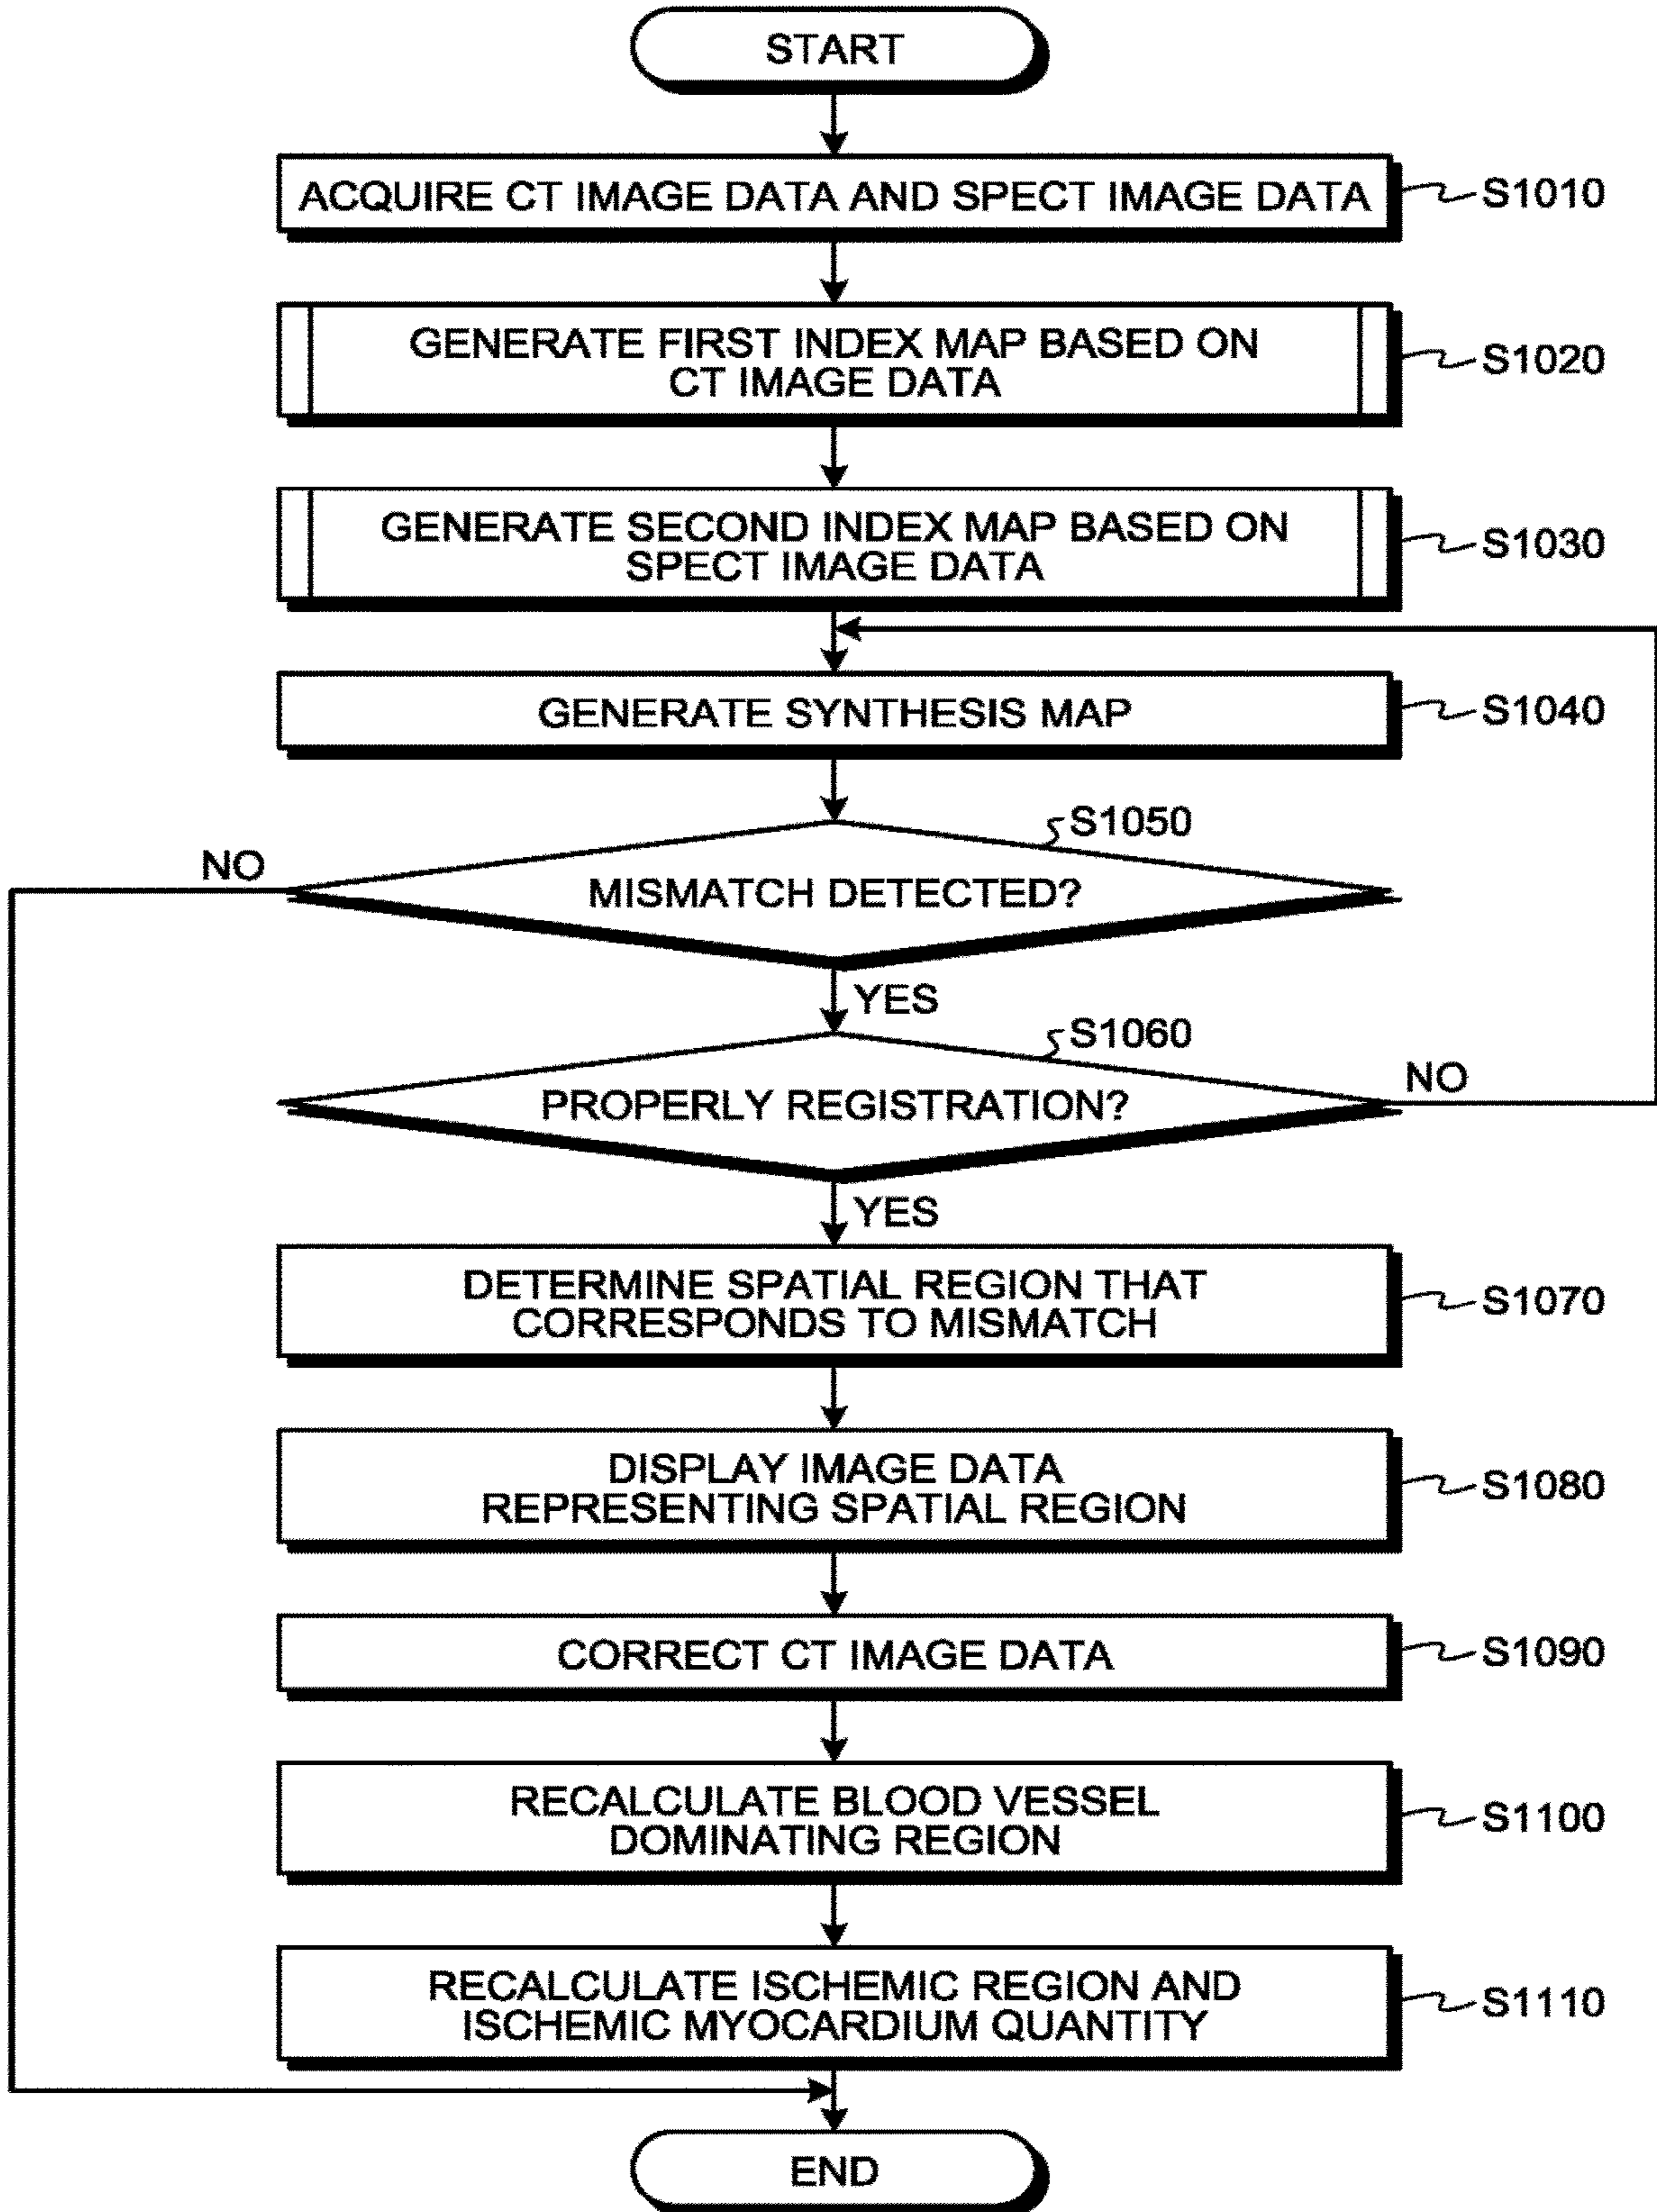 START
ACQUIRE CT IMAGE DATA AND SPECT IMAGE DATA
S1010
GENERATE FIRST INDEX MAP BASED ON
CT IMAGE DATA
S1020
GENERATE SECOND INDEX MAP BASED ON
SPECT IMAGE DATA
S1030
GENERATE SYNTHESIS MAP
S1040
S1050
NO
MISMATCH DETECTED?
YES
S1060
PROPERLY REGISTRATION?
NO
YES
DETERMINE SPATIAL REGION THAT
CORRESPONDS TO MISMATCH
S1070
DISPLAY IMAGE DATA
REPRESENTING SPATIAL REGION
S1080
CORRECT CT IMAGE DATA
S1090
RECALCULATE BLOOD VESSEL
DOMINATING REGION
S1100
RECALCULATE ISCHEMIC REGION AND
ISCHEMIC MYOCARDIUM QUANTITY
S1110
END